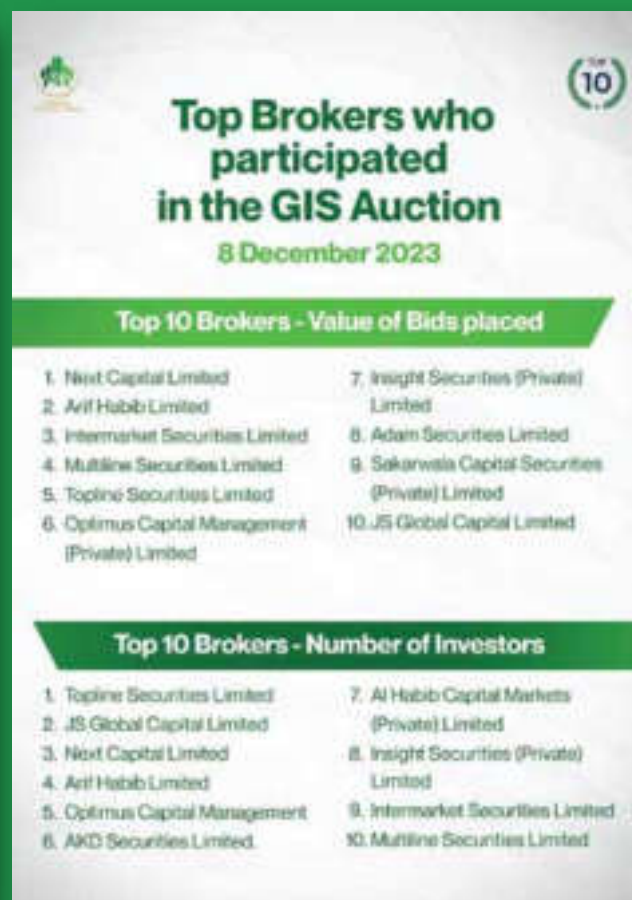 TOP
10
Top Brokers who
participated
in the GIS Auction
8 December 2023
Top 10 Brokers - Value of Bids placed
1. Next Capital Limited
2. Arif Habib Limited
3. Intermarket Securities Limited
4. Multiline Securities Limited
5. Topline Securities Limited
6. Optimus Capital Management
(Private) Limited
7. Insight Securities (Private)
Limited
8. Adam Securities Limited
9. Sakarwala Capital Securities
(Private) Limited
10. JS Global Capital Limited
Top 10 Brokers - Number of Investors
1. Topline Securities Limited
2. JS Global Capital Limited
3. Next Capital Limited
4. Arif Habib Limited
5. Optimus Capital Management
6. AKD Securities Limited.
7. Al Habib Capital Markets
(Private) Limited
8. Insight Securities (Private)
Limited
9. Intermarket Securities Limited
10. Multiline Securities Limited